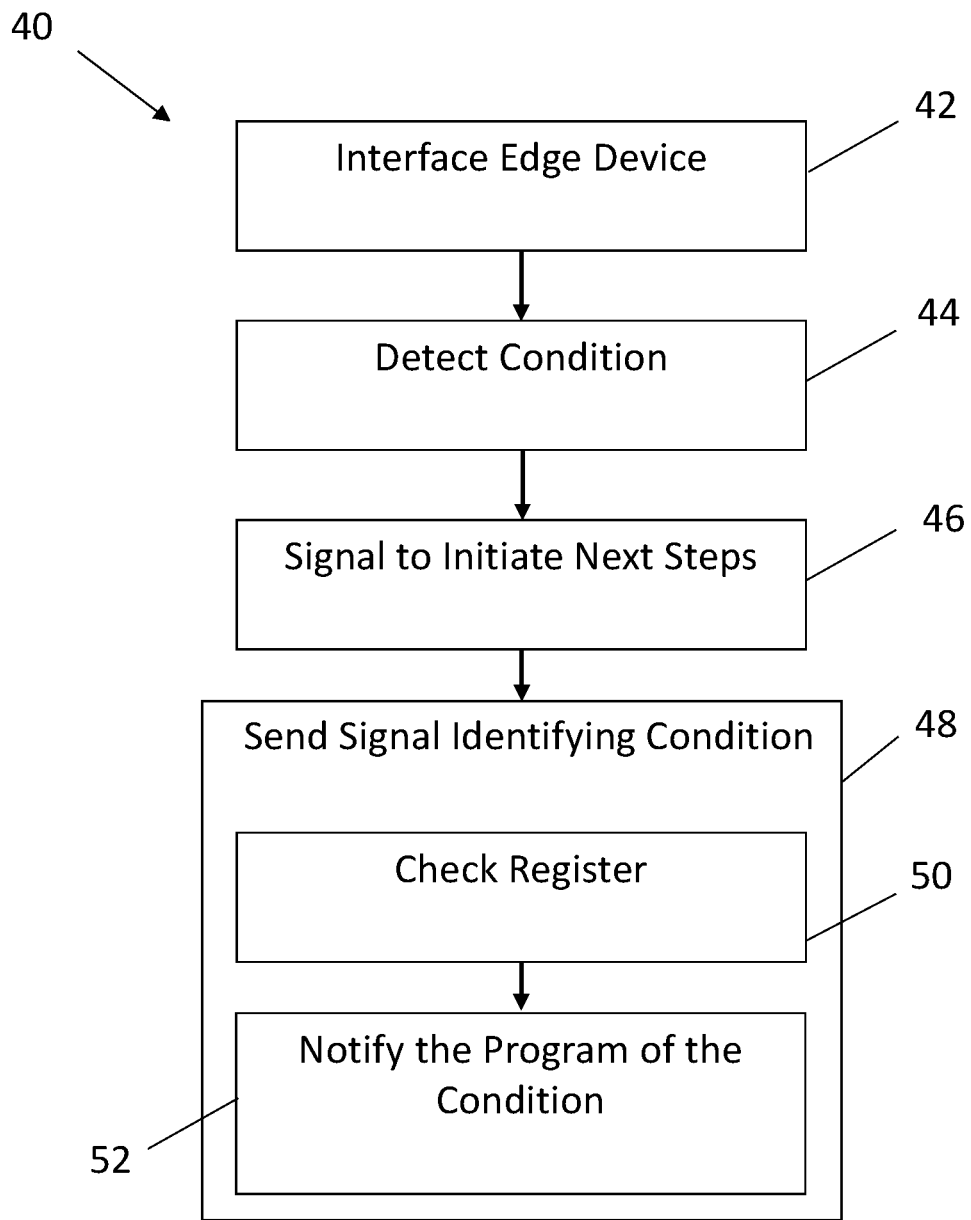 40
42
Interface Edge Device
44
Detect Condition
46
Signal to Initiate Next Steps
48
Send Signal Identifying Condition
Check Register
50
Notify the Program of the
Condition
52